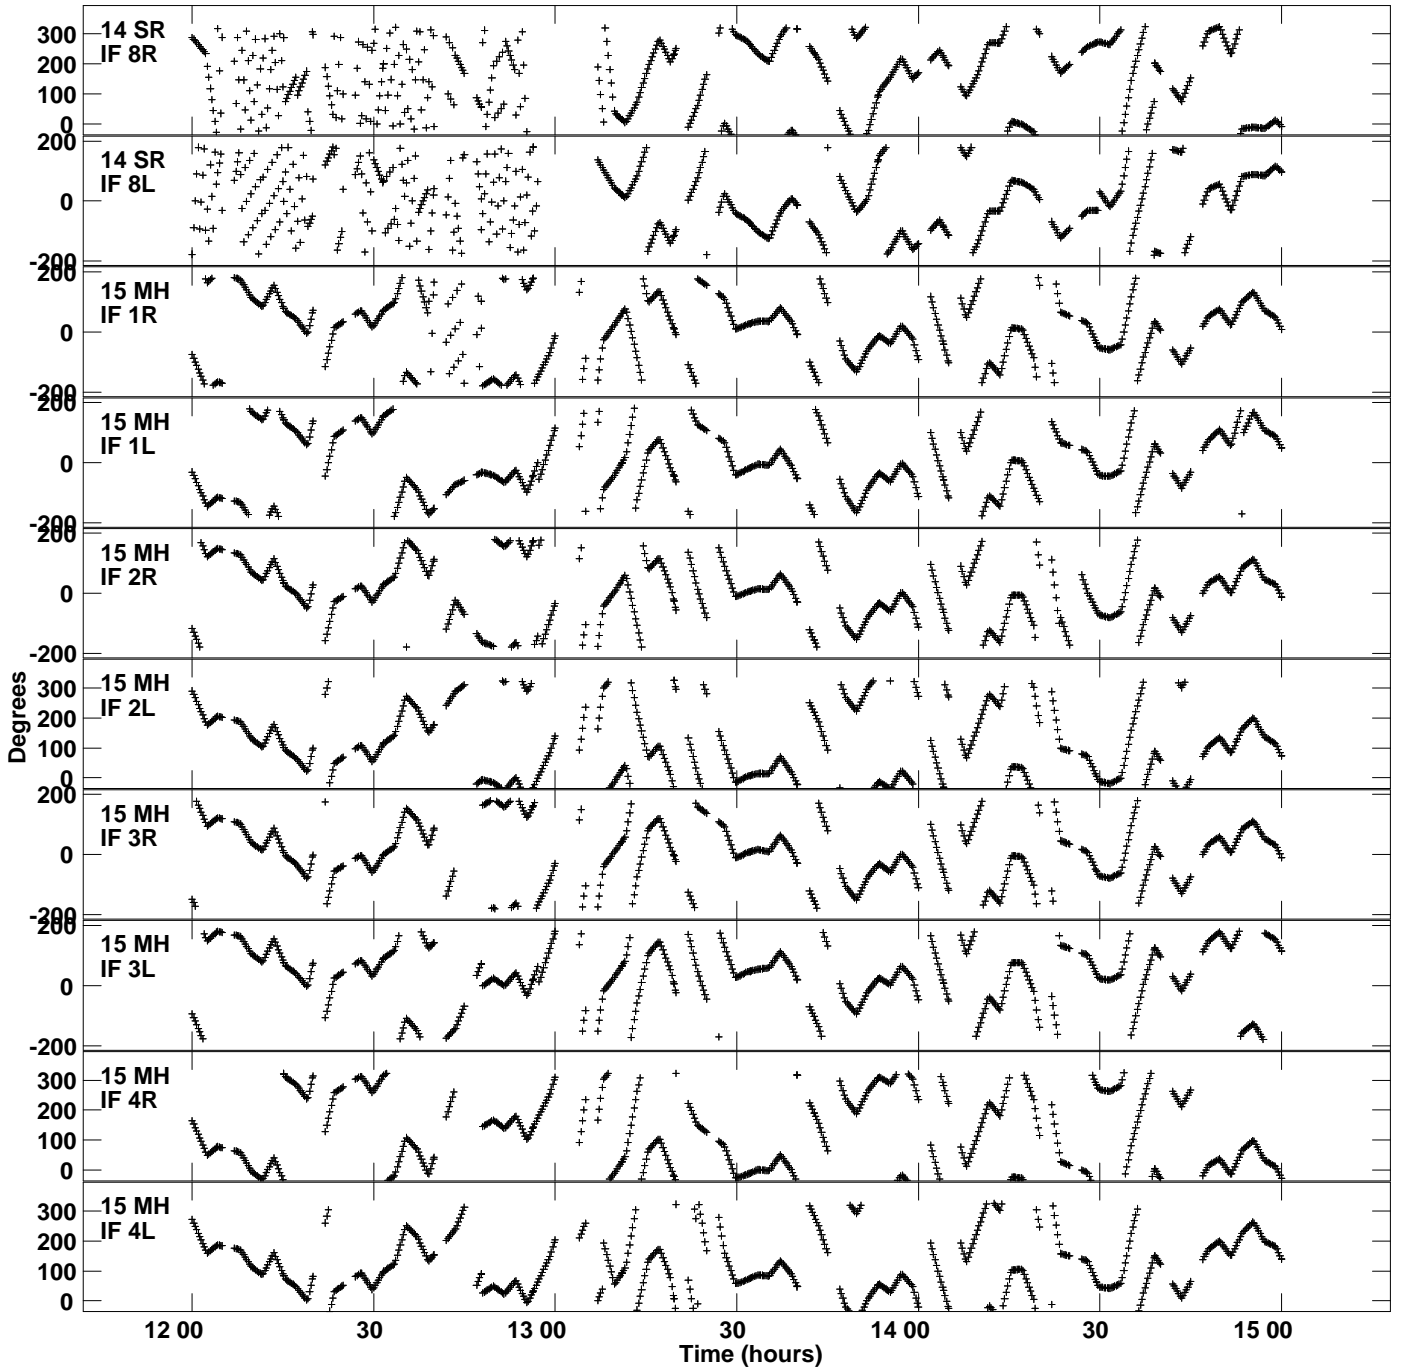 14 SR
IF 8R
300
200
100
0
14 SR
IF 8L
200
0
-200
15 MH
IF 1R
200
0
-200
15 MH
IF 1L
200
0
-200
15 MH
IF 2R
200
0
-200
15 MH
IF 2L
300
200
100
0
15 MH
IF 3R
200
0
-200
15 MH
IF 3L
200
0
-200
15 MH
IF 4R
300
200
100
0
15 MH
IF 4L
300
200
100
0
Degrees
12 00 30 13 00 30 14 00 30 15 00
Time (hours)